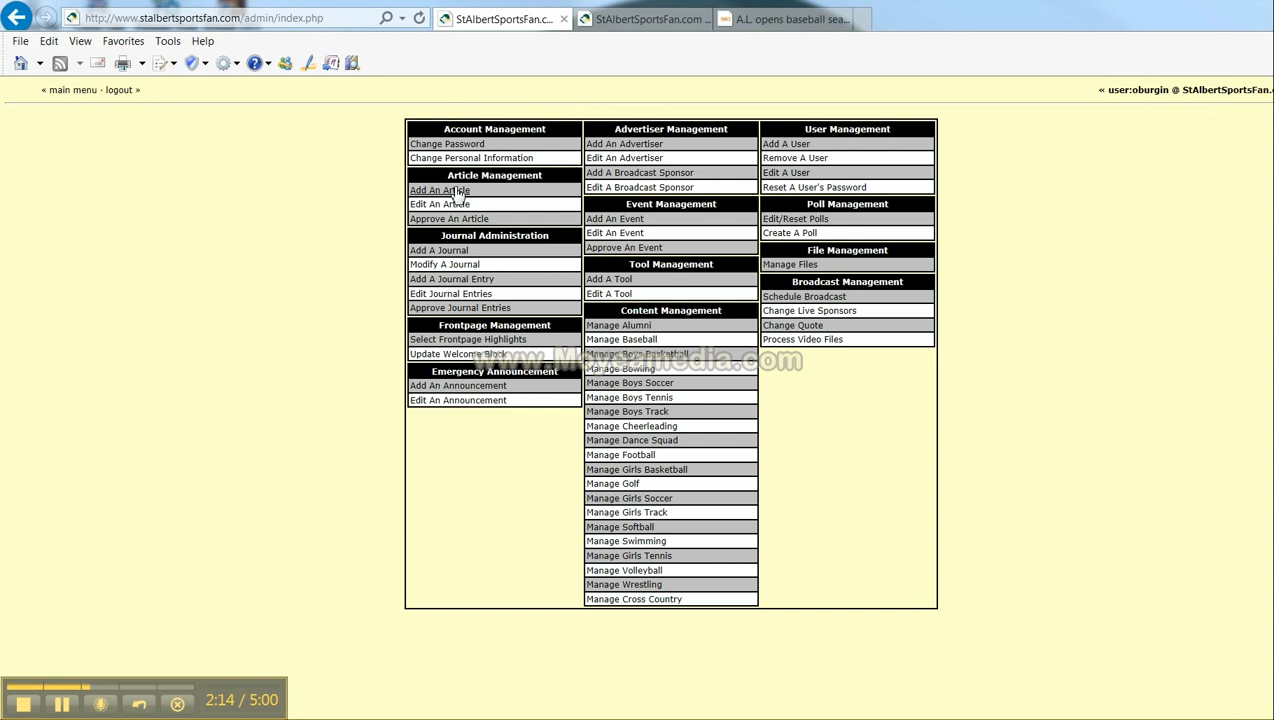 http://www.stalbertsportsfan.com/admin/index.php
StAlbertSportsFan.c...
StAlbertSportsFan.com ...
A.L. opens baseball sea...
File Edit View Favorites Tools Help
« main menu · logout »
« user:oburgin @ StAlbertSportsFan.
Account Management
Change Password
Change Personal Information
Article Management
Add An Article
Edit An Article
Approve An Article
Journal Administration
Add A Journal
Modify A Journal
Add A Journal Entry
Edit Journal Entries
Approve Journal Entries
Frontpage Management
Select Frontpage Highlights
Update Welcome Block
Emergency Announcement
Add An Announcement
Edit An Announcement
Advertiser Management
Add An Advertiser
Edit An Advertiser
Add A Broadcast Sponsor
Edit A Broadcast Sponsor
Event Management
Add An Event
Edit An Event
Approve An Event
Tool Management
Add A Tool
Edit A Tool
Content Management
Manage Alumni
Manage Baseball
Manage Boys Basketball
Manage Bowling
Manage Boys Soccer
Manage Boys Tennis
Manage Boys Track
Manage Cheerleading
Manage Dance Squad
Manage Football
Manage Girls Basketball
Manage Golf
Manage Girls Soccer
Manage Girls Track
Manage Softball
Manage Swimming
Manage Girls Tennis
Manage Volleyball
Manage Wrestling
Manage Cross Country
User Management
Add A User
Remove A User
Edit A User
Reset A User's Password
Poll Management
Edit/Reset Polls
Create A Poll
File Management
Manage Files
Broadcast Management
Schedule Broadcast
Change Live Sponsors
Change Quote
Process Video Files
www.Moyeamedia.com
2:14 / 5:00